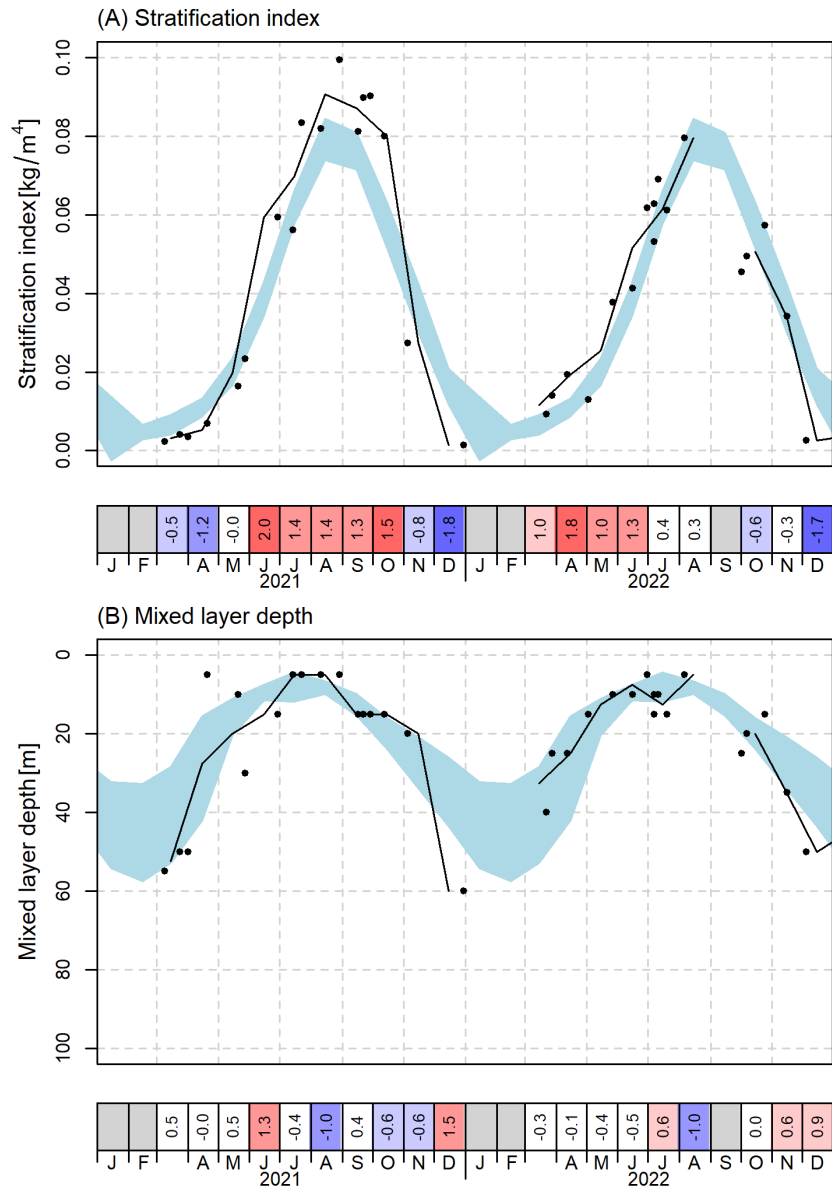 (A) Stratification index
0.10
0.08
0.06
0.04
0.02
0.00
Stratification index[kg/m⁴]
-0.5 -1.2 -0.0 2.0 1.4 1.4 1.3 1.5 -0.8 -1.8 1.0 1.8 1.0 1.3 0.4 0.3 -0.6 -0.3 -1.7
J F A M J J A S O N D J F A M J J A S O N D
2021 2022
(B) Mixed layer depth
0
20
40
60
80
100
Mixed layer depth[m]
0.5 -0.0 0.5 1.3 -0.4 -1.0 0.4 -0.6 -0.6 1.5 -0.3 -0.1 -0.4 -0.5 0.6 -1.0 0.0 0.6 0.9
J F A M J J A S O N D J F A M J J A S O N D
2021 2022